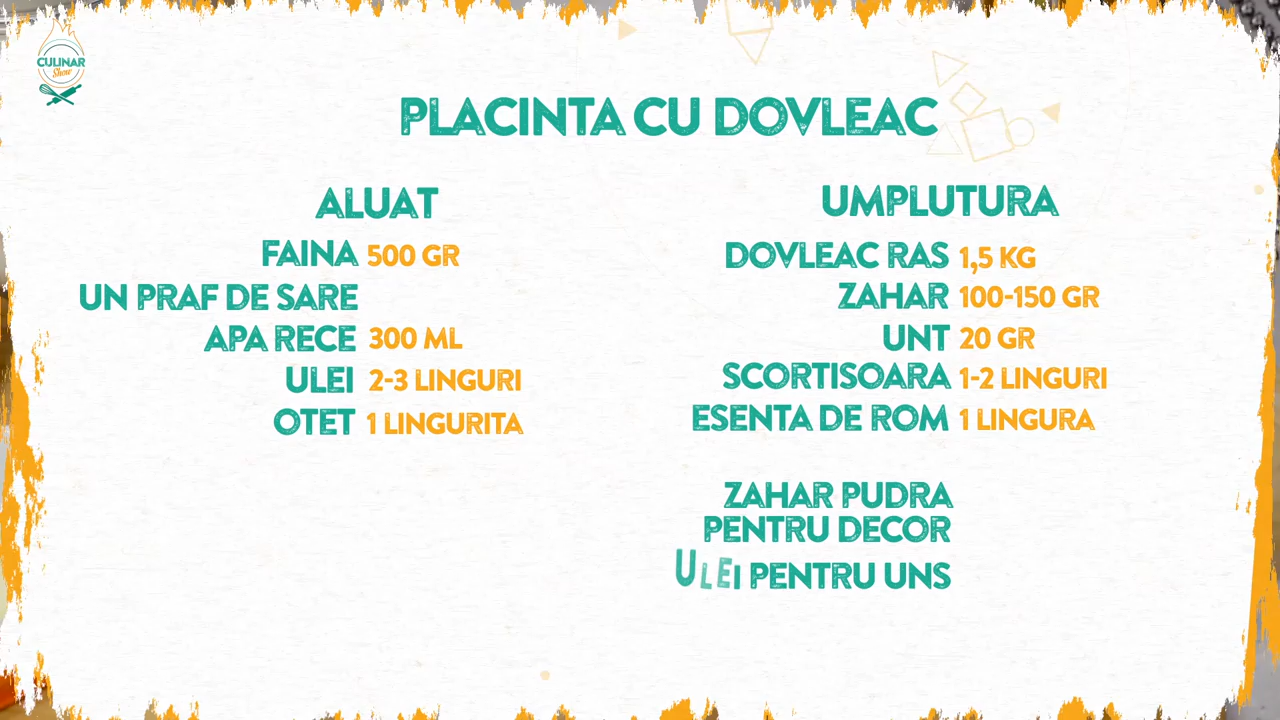 CULINAR
Show
PLACINTA CU DOVLEAC
ALUAT
FAINA 500 GR
UN PRAF DE SARE
APA RECE 300 ML
ULEI 2-3 LINGURI
OTET 1 LINGURITA
UMPLUTURA
DOVLEAC RAS 1,5 KG
ZAHAR 100-150 GR
UNT 20 GR
SCORTISOARA 1-2 LINGURI
ESENTA DE ROM 1 LINGURA
ZAHAR PUDRA
PENTRU DECOR
ULEI PENTRU UNS